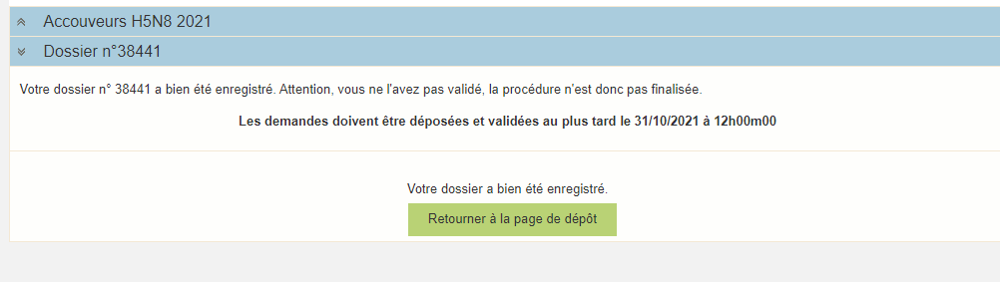 Accouveurs H5N8 2021
Dossier n°38441
Votre dossier n° 38441 a bien été enregistré. Attention, vous ne l'avez pas validé, la procédure n'est donc pas finalisée.
Les demandes doivent être déposées et validées au plus tard le 31/10/2021 à 12h00m00
Votre dossier a bien été enregistré.
Retourner à la page de dépôt